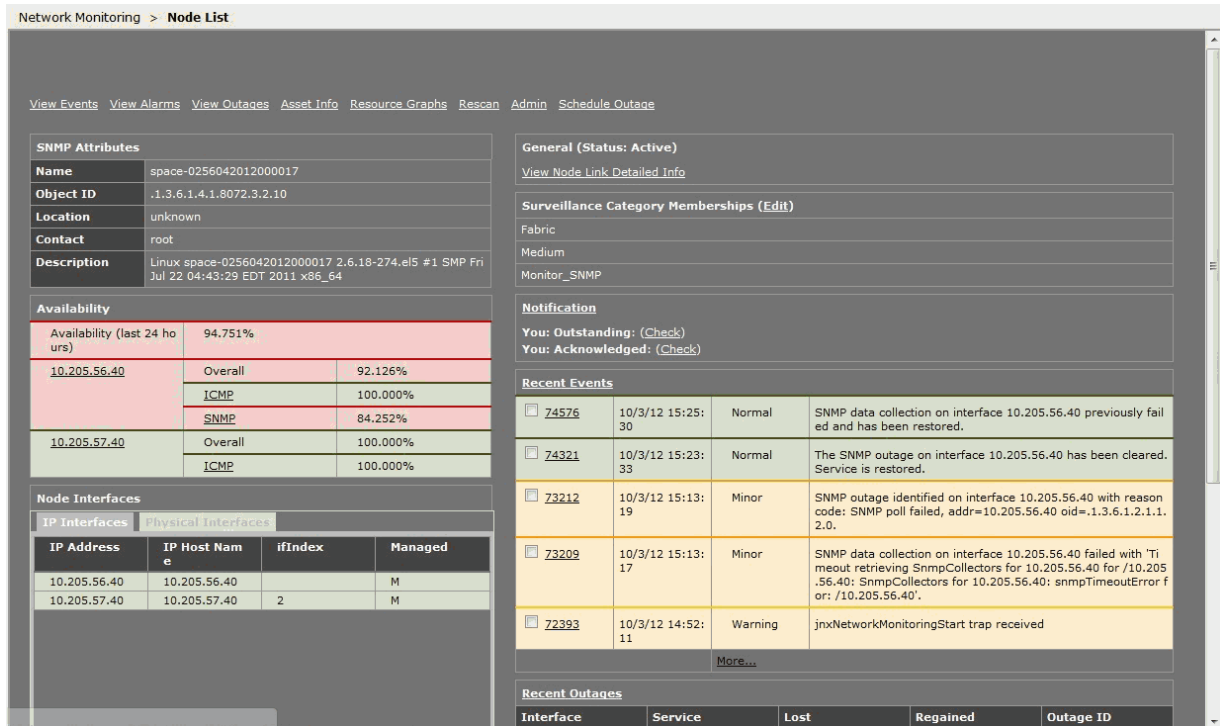 Network Monitoring > Node List
View Events View Alarms View Outages Asset Info Resource Graphs Rescan Admin Schedule Outage
SNMP Attributes
Name space-0256042012000017
Object ID .1.3.6.1.4.1.8072.3.2.10
Location unknown
Contact root
Description Linux space-0256042012000017 2.6.18-274.el5 #1 SMP Fri
Jul 22 04:43:29 EDT 2011 x86_64
Availability
Availability (last 24 ho
urs) 94.751%
10.205.56.40 Overall 92.126%
ICMP 100.000%
SNMP 84.252%
10.205.57.40 Overall 100.000%
ICMP 100.000%
Node Interfaces
IP Interfaces Physical Interfaces
IP Address IP Host Nam
e ifIndex Managed
10.205.56.40 10.205.56.40 M
10.205.57.40 10.205.57.40 2 M
General (Status: Active)
View Node Link Detailed Info
Surveillance Category Memberships (Edit)
Fabric
Medium
Monitor_SNMP
Notification
You: Outstanding: (Check)
You: Acknowledged: (Check)
Recent Events
74576 10/3/12 15:25:
30 Normal SNMP data collection on interface 10.205.56.40 previously fail
ed and has been restored.
74321 10/3/12 15:23:
33 Normal The SNMP outage on interface 10.205.56.40 has been cleared.
Service is restored.
73212 10/3/12 15:13:
19 Minor SNMP outage identified on interface 10.205.56.40 with reason
code: SNMP poll failed, addr=10.205.56.40 oid=.1.3.6.1.2.1.1.
2.0.
73209 10/3/12 15:13:
17 Minor SNMP data collection on interface 10.205.56.40 failed with 'Ti
meout retrieving SnmpCollectors for 10.205.56.40 for /10.205
.56.40: SnmpCollectors for 10.205.56.40: snmpTimeoutError f
or: /10.205.56.40'.
72393 10/3/12 14:52:
11 Warning jnxNetworkMonitoringStart trap received
More...
Recent Outages
Interface Service Lost Regained Outage ID